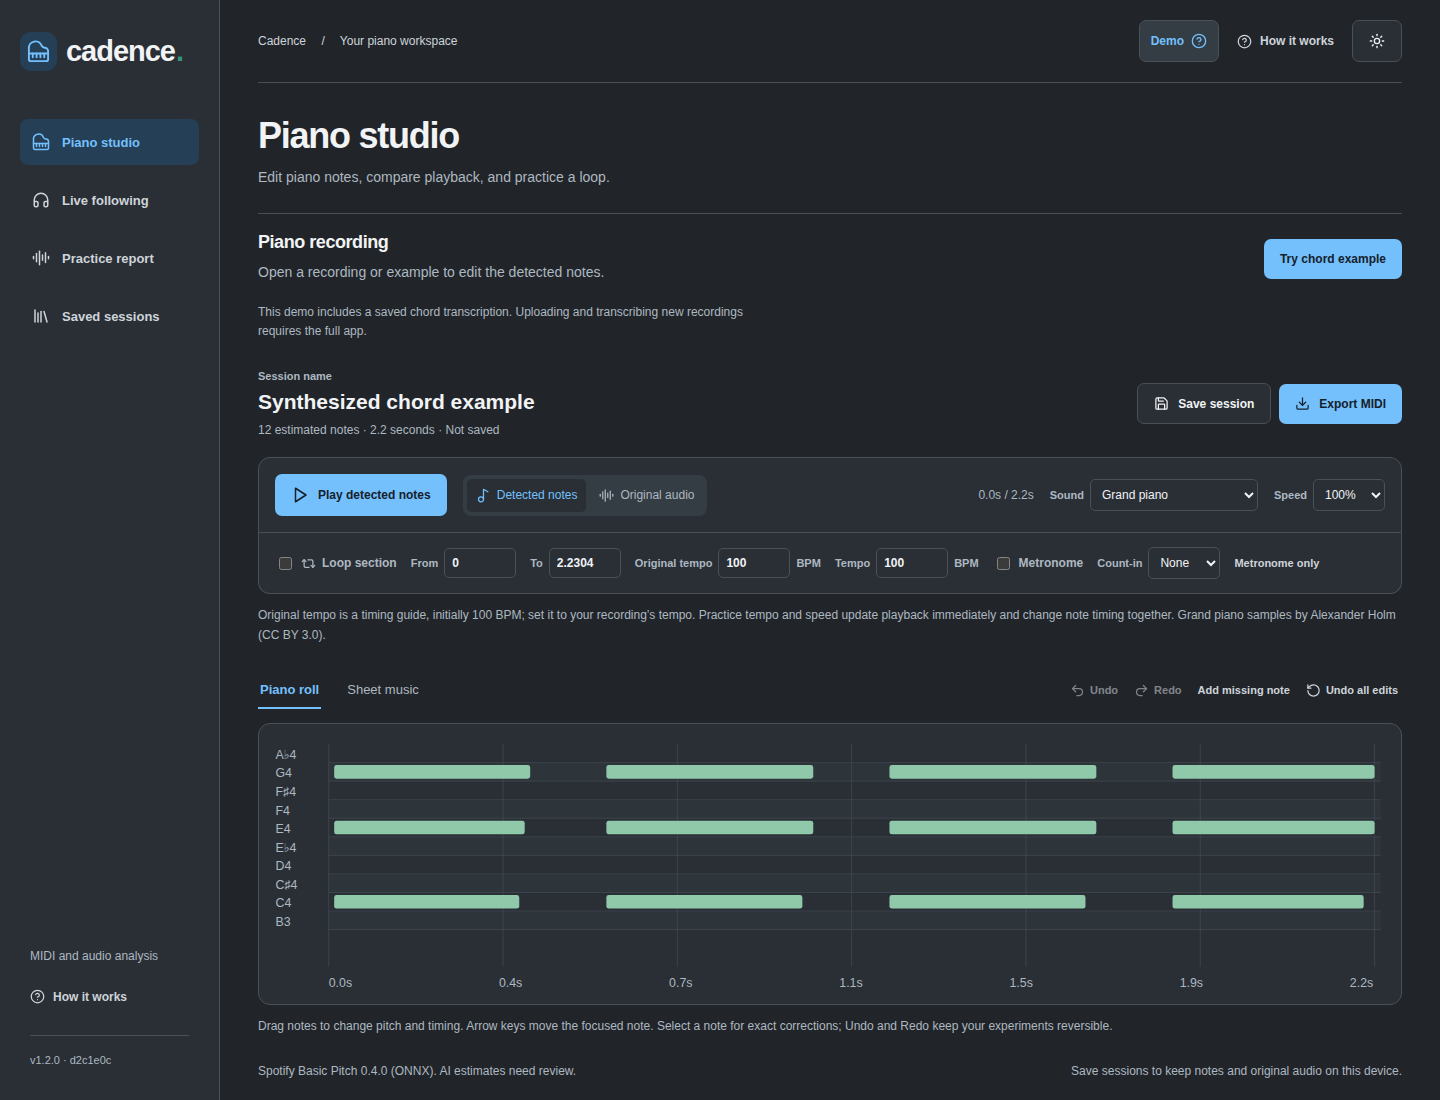 cadence.
Piano studio
Live following
Practice report
Saved sessions
MIDI and audio analysis
How it works
v1.2.0 · d2c1e0c
Cadence / Your piano workspace
Demo
How it works
Piano studio
Edit piano notes, compare playback, and practice a loop.
Piano recording
Open a recording or example to edit the detected notes.
Try chord example
This demo includes a saved chord transcription. Uploading and transcribing new recordings
requires the full app.
Session name
Synthesized chord example
12 estimated notes · 2.2 seconds · Not saved
Save session
Export MIDI
Play detected notes
Detected notes
Original audio
0.0s / 2.2s
Sound
Grand piano
Speed
100%
Loop section
From
0
To
2.2304
Original tempo
100
BPM
Tempo
100
BPM
Metronome
Count-in
None
Metronome only
Original tempo is a timing guide, initially 100 BPM; set it to your recording's tempo. Practice tempo and speed update playback immediately and change note timing together. Grand piano samples by Alexander Holm
(CC BY 3.0).
Piano roll
Sheet music
Undo
Redo
Add missing note
Undo all edits
A♭4
G4
F♯4
F4
E4
E♭4
D4
C♯4
C4
B3
0.0s
0.4s
0.7s
1.1s
1.5s
1.9s
2.2s
Drag notes to change pitch and timing. Arrow keys move the focused note. Select a note for exact corrections; Undo and Redo keep your experiments reversible.
Spotify Basic Pitch 0.4.0 (ONNX). AI estimates need review.
Save sessions to keep notes and original audio on this device.